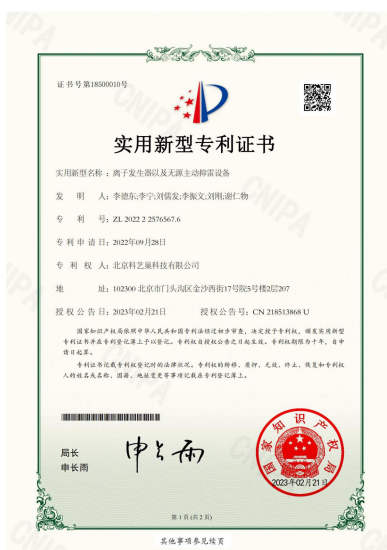 证书号第18500010号
实用新型专利证书
实用新型名称：离子发生器以及无源主动抑雷设备
发 明 人：李德东;李宁;刘儒发;李振文;刘刚;谢仁物
专 利 号：ZL 2022 2 2576567.6
专利申请日：2022年09月28日
专 利 权 人：北京科艺巢科技有限公司
地 址：102300 北京市门头沟区金沙西街17号院5号楼2层207
授权公告日：2023年02月21日 授权公告号：CN 218513868 U
国家知识产权局依照中华人民共和国专利法经过初步审查，决定授予专利权，颁发实用新型
专利证书并在专利登记簿上予以登记。专利权自授权公告之日起生效。专利权期限为十年，自申
请日起算。
专利证书记载专利权登记时的法律状况。专利权的转移、质押、无效、终止、恢复和专利权
人的姓名或名称、国籍、地址变更等事项记载在专利登记簿上。
局长
申长雨
申长雨
国家知识产权局
2023年02月21日
第 1 页 (共 2 页)
其他事项参见续页
CNIPA